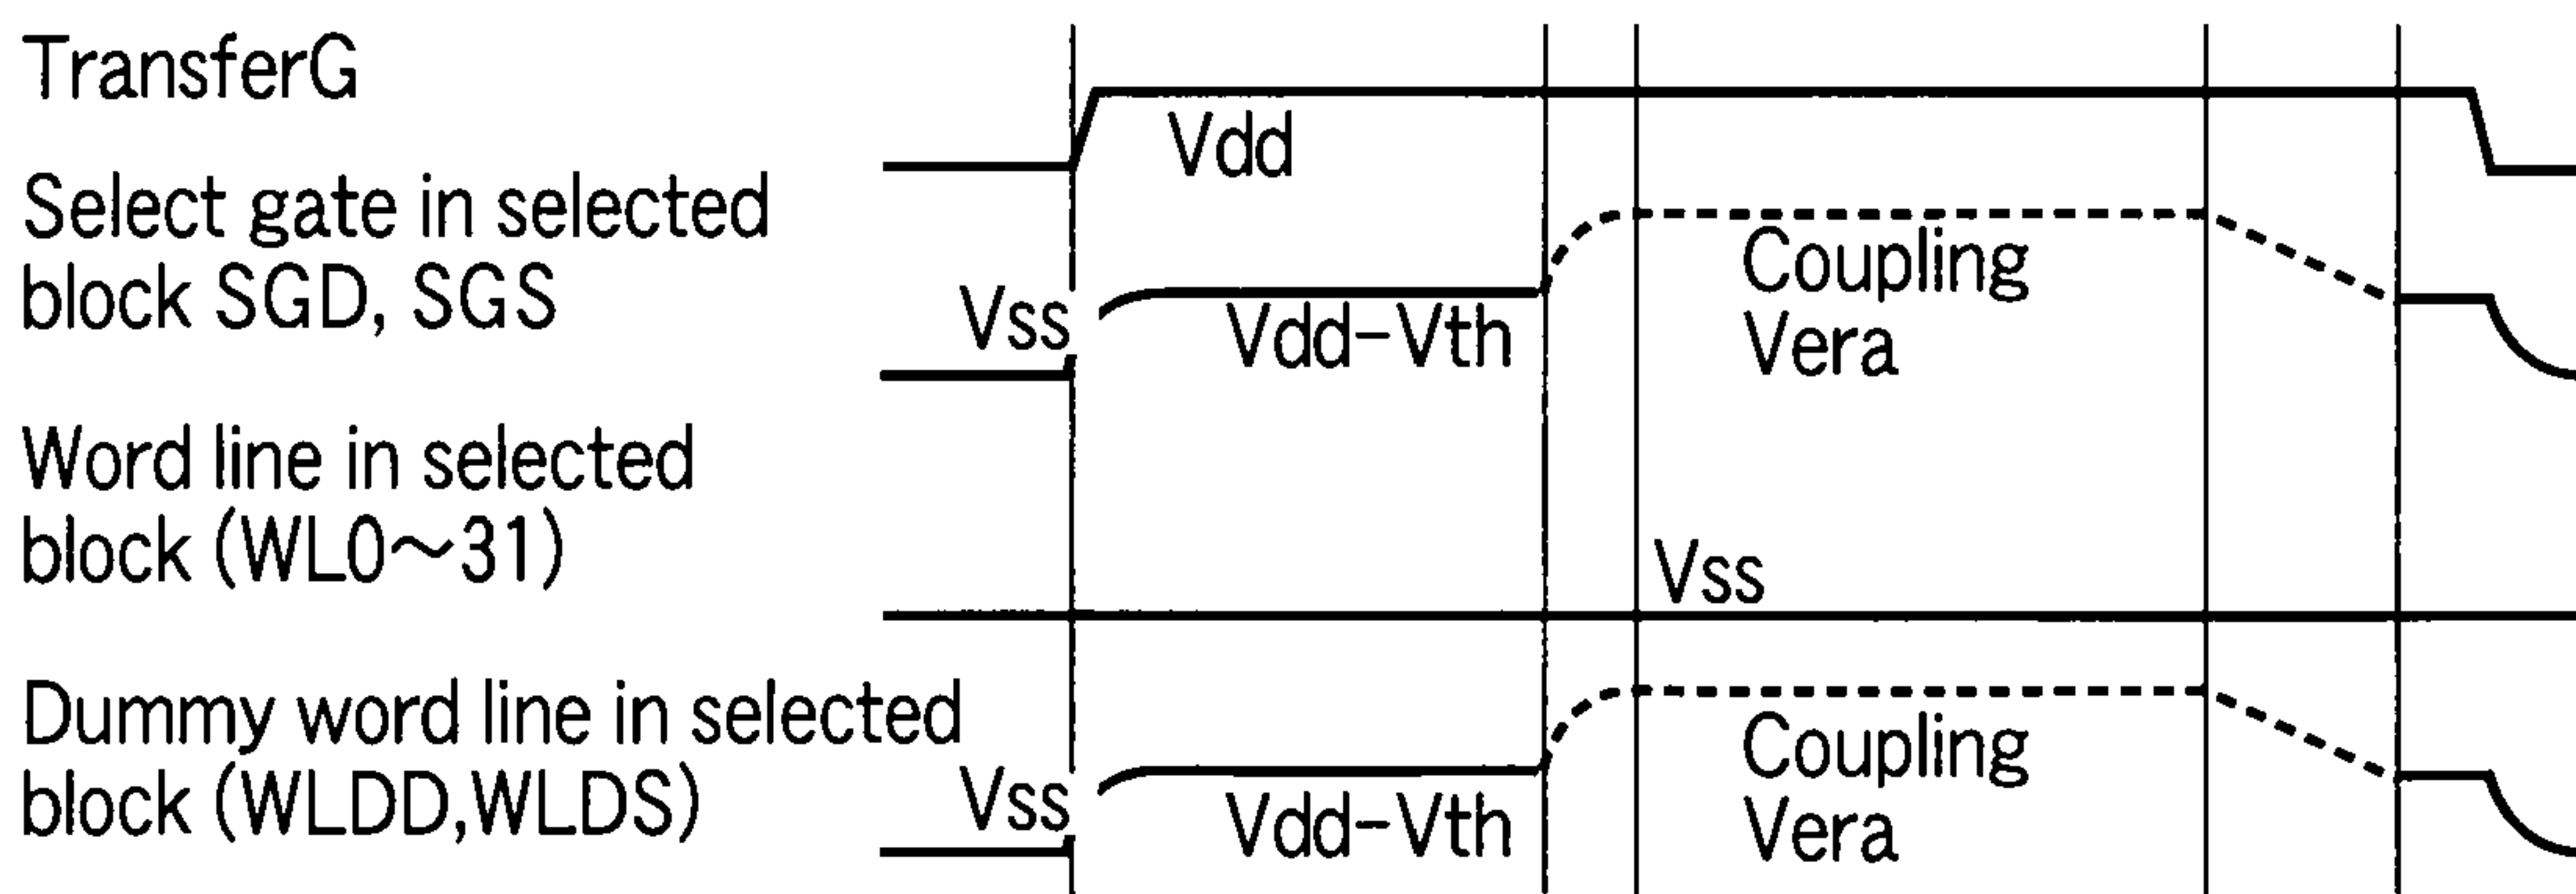 TransferG
Vdd
Select gate in selected
block SGD, SGS
Vss
Vdd-Vth
Coupling
Vera
Word line in selected
block (WL0～31)
Vss
Dummy word line in selected
block (WLDD,WLDS)
Vss
Vdd-Vth
Coupling
Vera